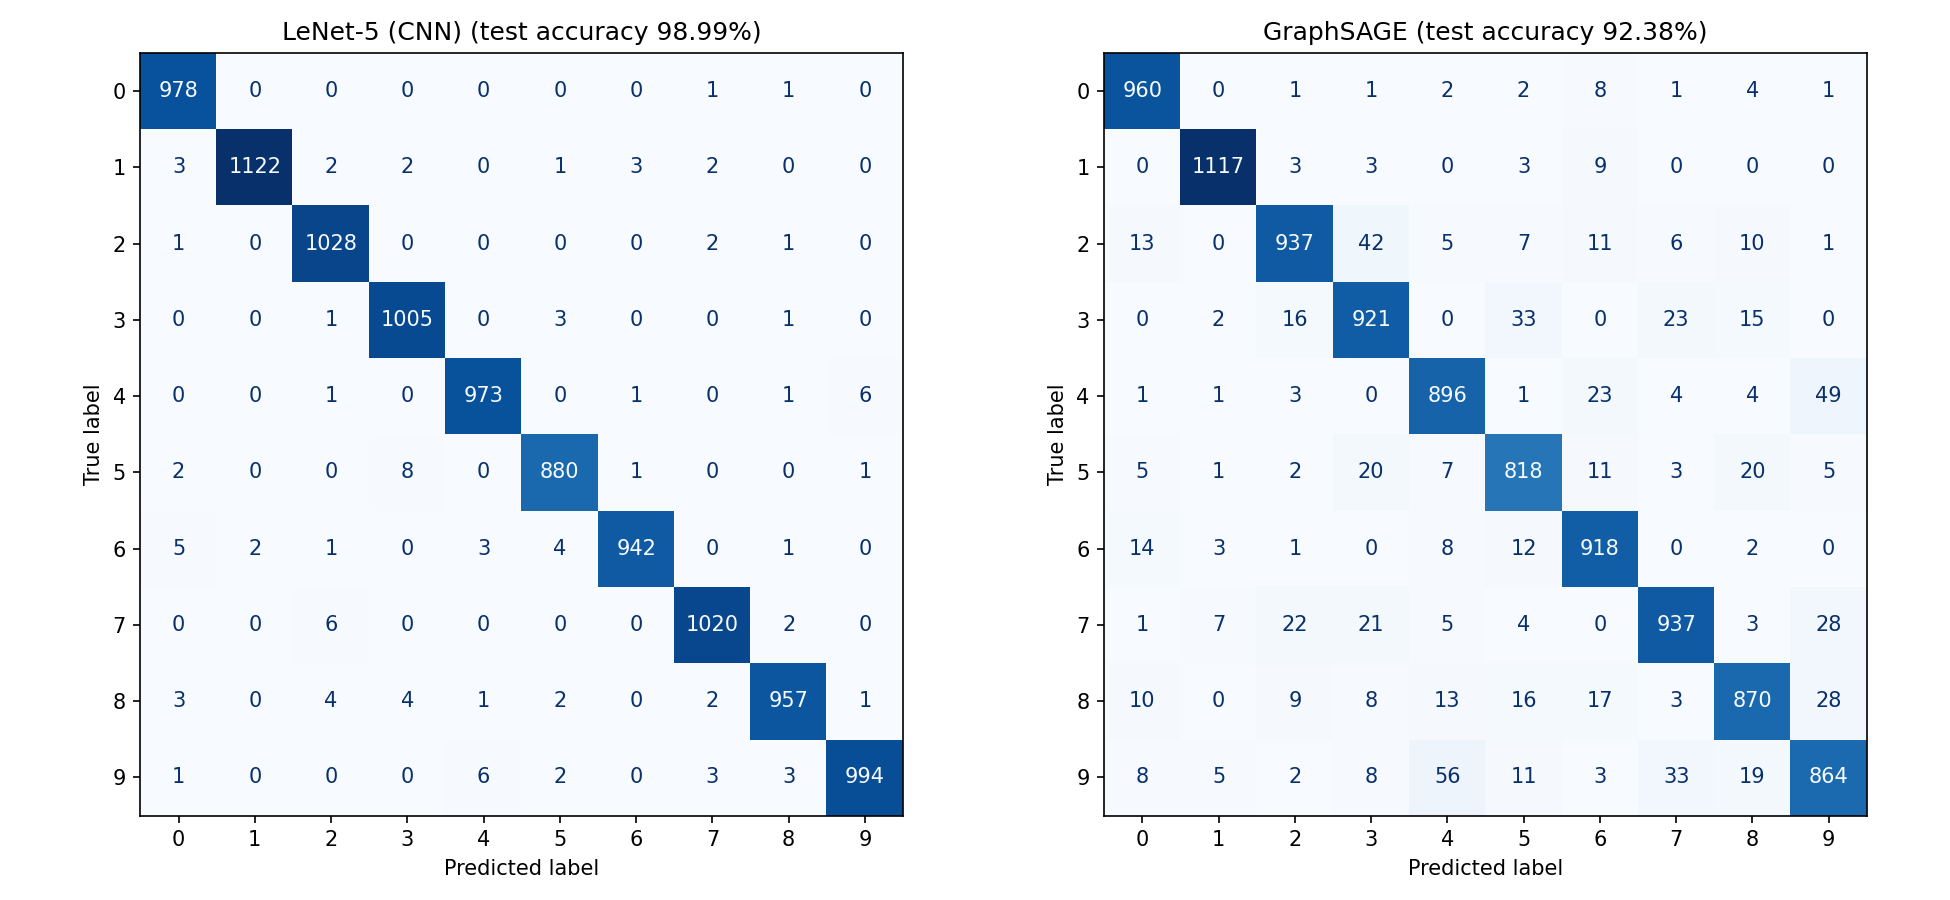 LeNet-5 (CNN) (test accuracy 98.99%)
True label
0 978 0 0 0 0 0 0 1 1 0
1 3 1122 2 2 0 1 3 2 0 0
2 1 0 1028 0 0 0 0 2 1 0
3 0 0 1 1005 0 3 0 0 1 0
4 0 0 1 0 973 0 1 0 1 6
5 2 0 0 8 0 880 1 0 0 1
6 5 2 1 0 3 4 942 0 1 0
7 0 0 6 0 0 0 0 1020 2 0
8 3 0 4 4 1 2 0 2 957 1
9 1 0 0 0 6 2 0 3 3 994
0 1 2 3 4 5 6 7 8 9
Predicted label
GraphSAGE (test accuracy 92.38%)
True label
0 960 0 1 1 2 2 8 1 4 1
1 0 1117 3 3 0 3 9 0 0 0
2 13 0 937 42 5 7 11 6 10 1
3 0 2 16 921 0 33 0 23 15 0
4 1 1 3 0 896 1 23 4 4 49
5 5 1 2 20 7 818 11 3 20 5
6 14 3 1 0 8 12 918 0 2 0
7 1 7 22 21 5 4 0 937 3 28
8 10 0 9 8 13 16 17 3 870 28
9 8 5 2 8 56 11 3 33 19 864
0 1 2 3 4 5 6 7 8 9
Predicted label